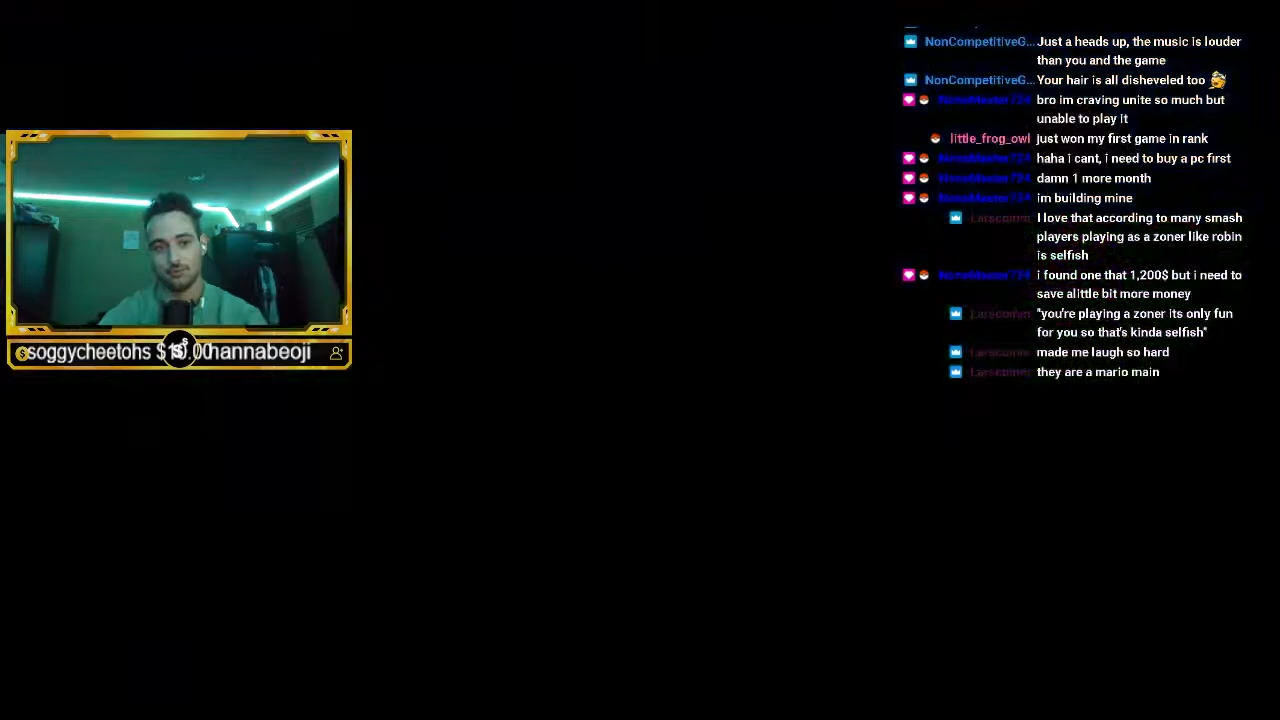 NonCompetitiveG... Just a heads up, the music is louder
than you and the game
NonCompetitiveG... Your hair is all disheveled too
bro im craving unite so much but
unable to play it
little_frog_owl just won my first game in rank
haha i cant, i need to buy a pc first
damn 1 more month
im building mine
I love that according to many smash
players playing as a zoner like robin
is selfish
i found one that 1,200$ but i need to
save alittle bit more money
"you're playing a zoner its only fun
for you so that's kinda selfish"
made me laugh so hard
they are a mario main
soggycheetohs $10.00 hannabeoji